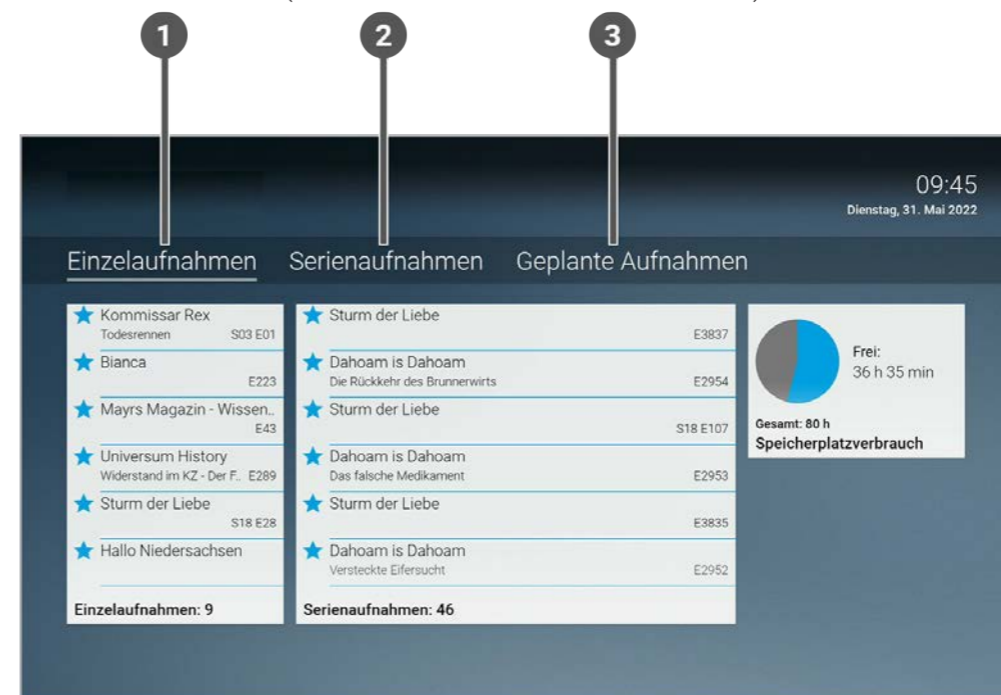 1 2 3
09:45
Dienstag, 31. Mai 2022
Einzelaufnahmen Serienaufnahmen Geplante Aufnahmen
Kommissar Rex
Todesrennen S03 E01
Bianca
E223
Mayrs Magazin - Wissen..
E43
Universum History
Widerstand im KZ - Der F.. E289
Sturm der Liebe
S18 E28
Hallo Niedersachsen
Einzelaufnahmen: 9
Sturm der Liebe
E3837
Dahoam is Dahoam
Die Rückkehr des Brunnerwirts E2954
Sturm der Liebe
S18 E107
Dahoam is Dahoam
Das falsche Medikament E2953
Sturm der Liebe
E3835
Dahoam is Dahoam
Versteckte Eifersucht E2952
Serienaufnahmen: 46
Frei:
36 h 35 min
Gesamt: 80 h
Speicherplatzverbrauch